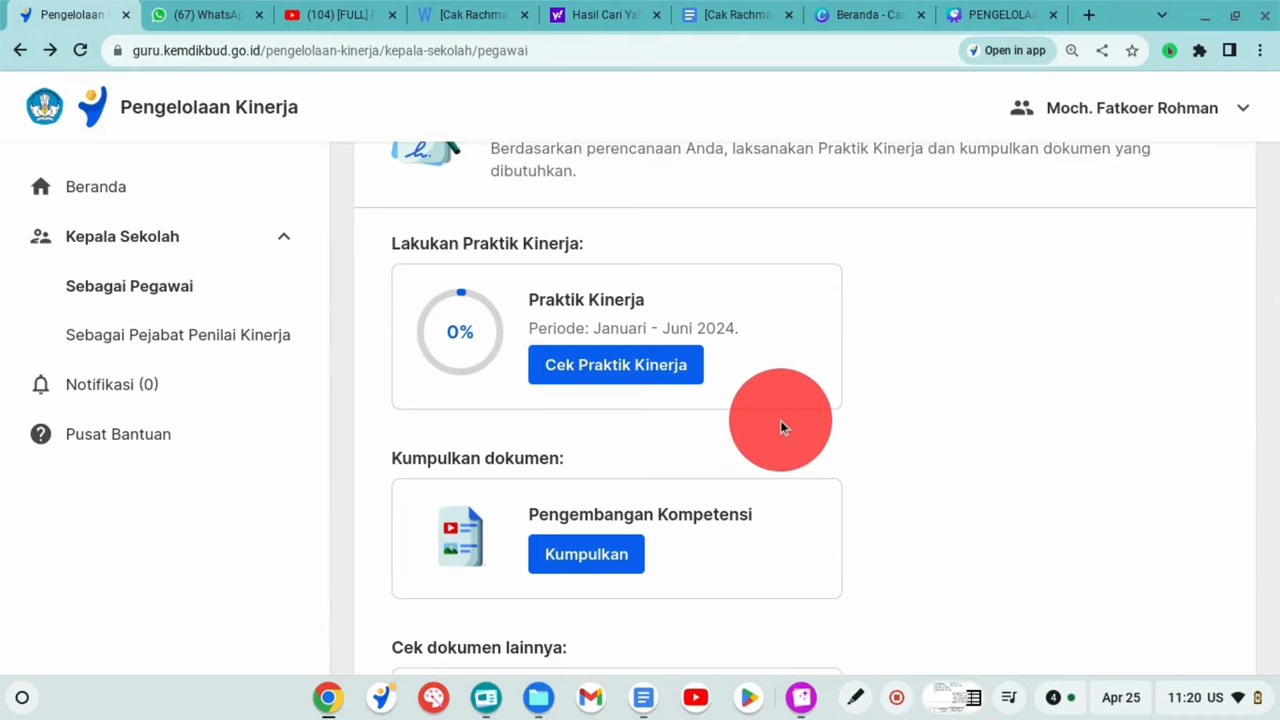 Pengelolaan
(67) WhatsAp
(104) [FULL] P
[Cak Rachma
Hasil Cari Ya
[Cak Rachma
Beranda - Ca
PENGELOLAA
guru.kemdikbud.go.id/pengelolaan-kinerja/kepala-sekolah/pegawai
Open in app
Pengelolaan Kinerja
Moch. Fatkoer Rohman
Beranda
Kepala Sekolah
Sebagai Pegawai
Sebagai Pejabat Penilai Kinerja
Notifikasi (0)
Pusat Bantuan
Berdasarkan perencanaan Anda, laksanakan Praktik Kinerja dan kumpulkan dokumen yang
dibutuhkan.
Lakukan Praktik Kinerja:
0%
Praktik Kinerja
Periode: Januari - Juni 2024.
Cek Praktik Kinerja
Kumpulkan dokumen:
Pengembangan Kompetensi
Kumpulkan
Cek dokumen lainnya:
4
Apr 25
11:20 US